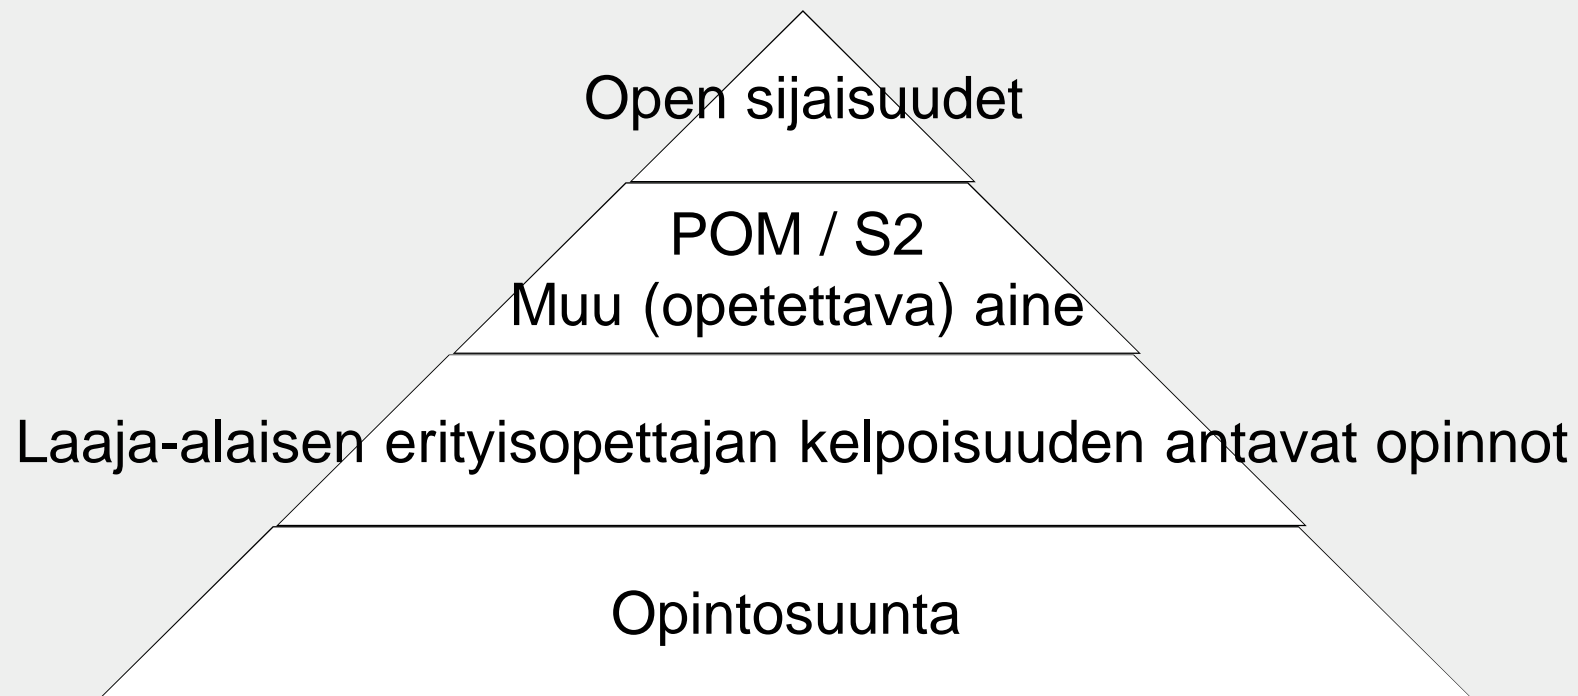 Open sijaisuudet
POM / S2
Muu (opetettava) aine
Laaja-alaisen erityisopettajan kelpoisuuden antavat opinnot
Opintosuunta